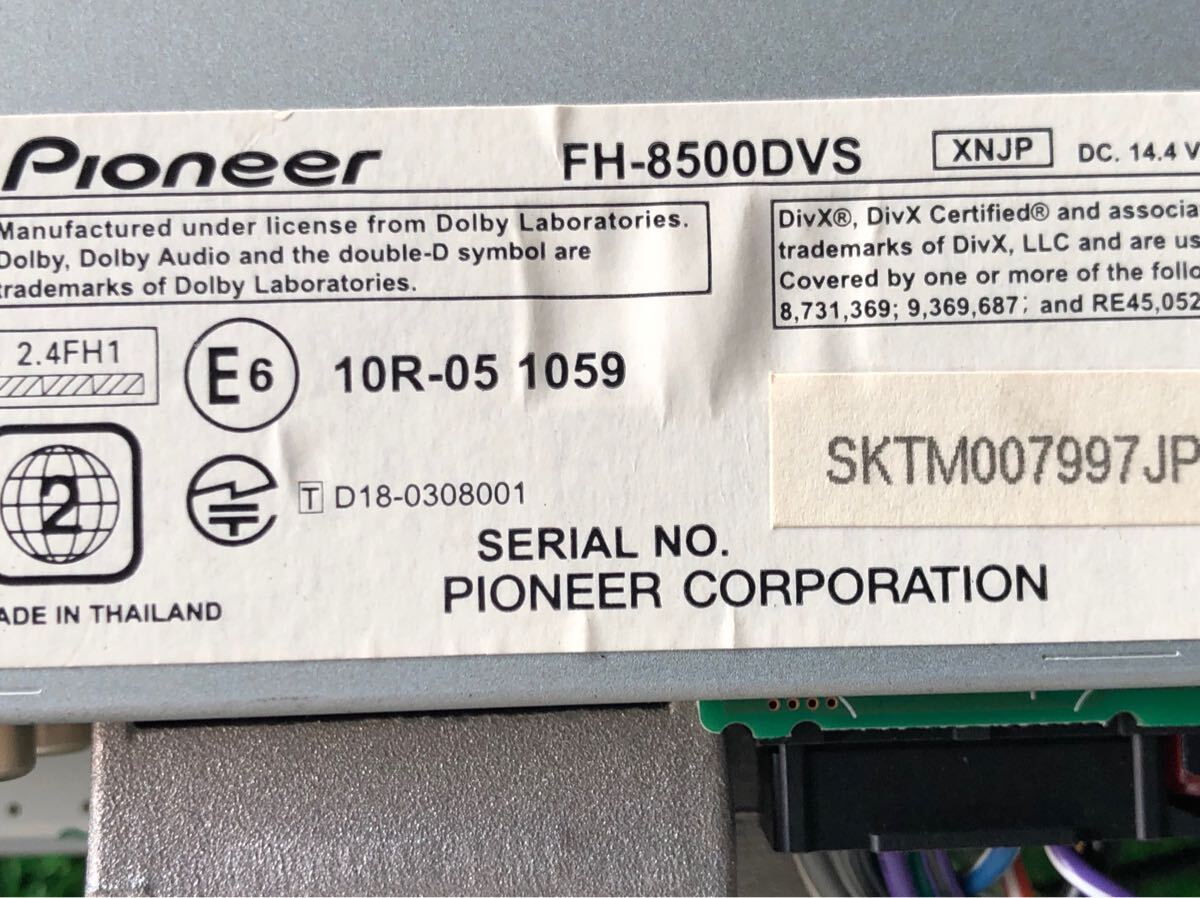 Pioneer
FH-8500DVS
XNJP
DC. 14.4 V
Manufactured under license from Dolby Laboratories.
Dolby, Dolby Audio and the double-D symbol are
trademarks of Dolby Laboratories.
DivX®, DivX Certified® and associa
trademarks of DivX, LLC and are us
Covered by one or more of the follo
8,731,369; 9,369,687; and RE45,052
2.4FH1
E6
10R-05 1059
SKTM007997JP
2
T D18-0308001
SERIAL NO.
PIONEER CORPORATION
ADE IN THAILAND